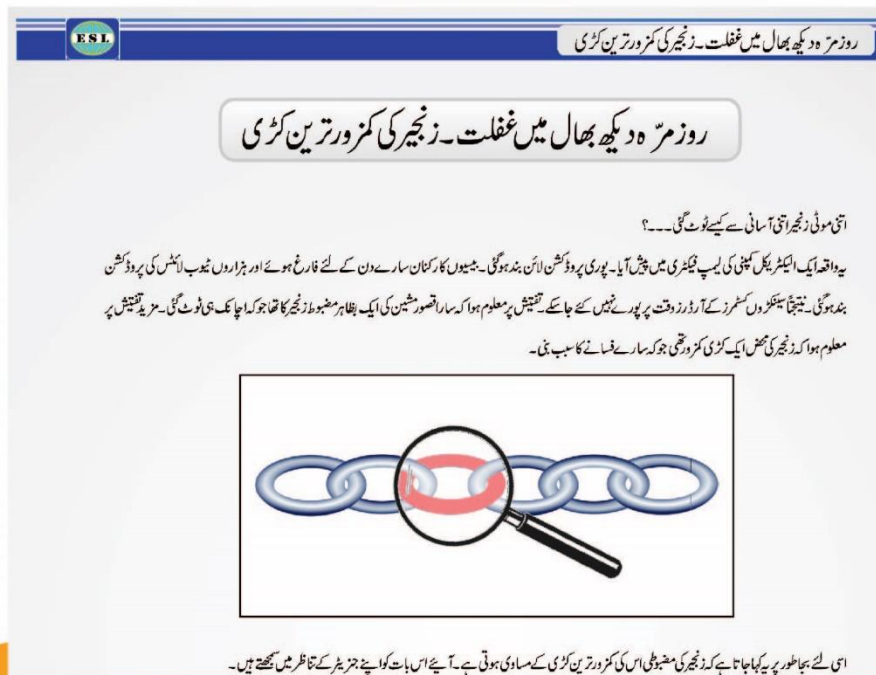 ESL
روزمرّہ دیکھ بھال میں غفلت۔ زنجیر کی کمزور ترین کڑی
روزمرّہ دیکھ بھال میں غفلت۔ زنجیر کی کمزور ترین کڑی
اتنی موٹی زنجیر اتنی آسانی سے کیسے ٹوٹ گئی۔۔۔؟
یہ واقعہ ایک الیکٹریکل کمپنی کی لیمپ فیکٹری میں پیش آیا۔ پوری پروڈکشن لائن بند ہوگئی۔ بیسیوں کارکنان سارے دن کے لئے فارغ ہوئے اور ہزاروں ٹیوب لائٹس کی پروڈکشن
بند ہوگئی۔ نتیجتاً سینکڑوں کسٹمرز کے آرڈرز وقت پر پورے نہیں کئے جاسکے۔ تفتیش پر معلوم ہوا کہ سارا قصور مشین کی ایک بظاہر مضبوط زنجیر کا تھا جو کہ اچانک ہی ٹوٹ گئی۔ مزید تفتیش پر
معلوم ہوا کہ زنجیر کی محض ایک کڑی کمزور تھی جو کہ سارے فسانے کا سبب بنی۔
اسی لئے بجا طور پر یہ کہا جاتا ہے کہ زنجیر کی مضبوطی اس کی کمزور ترین کڑی کے مساوی ہوتی ہے۔ آیئے اس بات کو اپنے جنریٹر کے تناظر میں سمجھتے ہیں۔